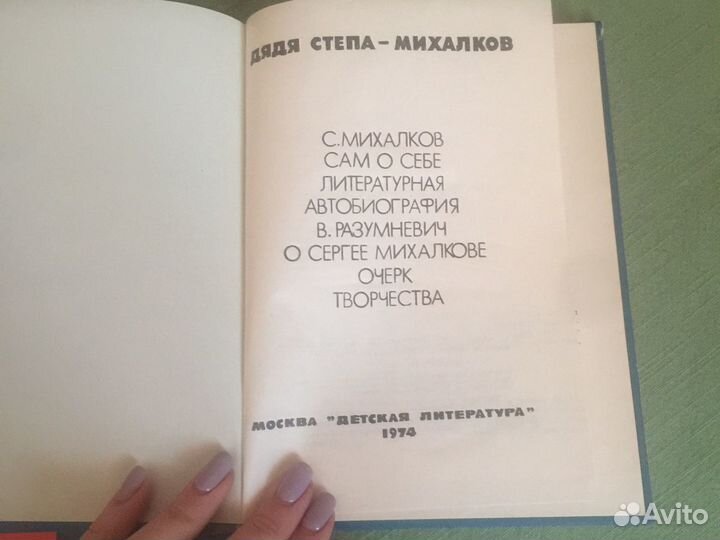 ДЯДЯ СТЕПА – МИХАЛКОВ
С. МИХАЛКОВ
САМ О СЕБЕ
ЛИТЕРАТУРНАЯ
АВТОБИОГРАФИЯ
В. РАЗУМНЕВИЧ
О СЕРГЕЕ МИХАЛКОВЕ
ОЧЕРК
ТВОРЧЕСТВА
МОСКВА "ДЕТСКАЯ ЛИТЕРАТУРА"
1974
Avito